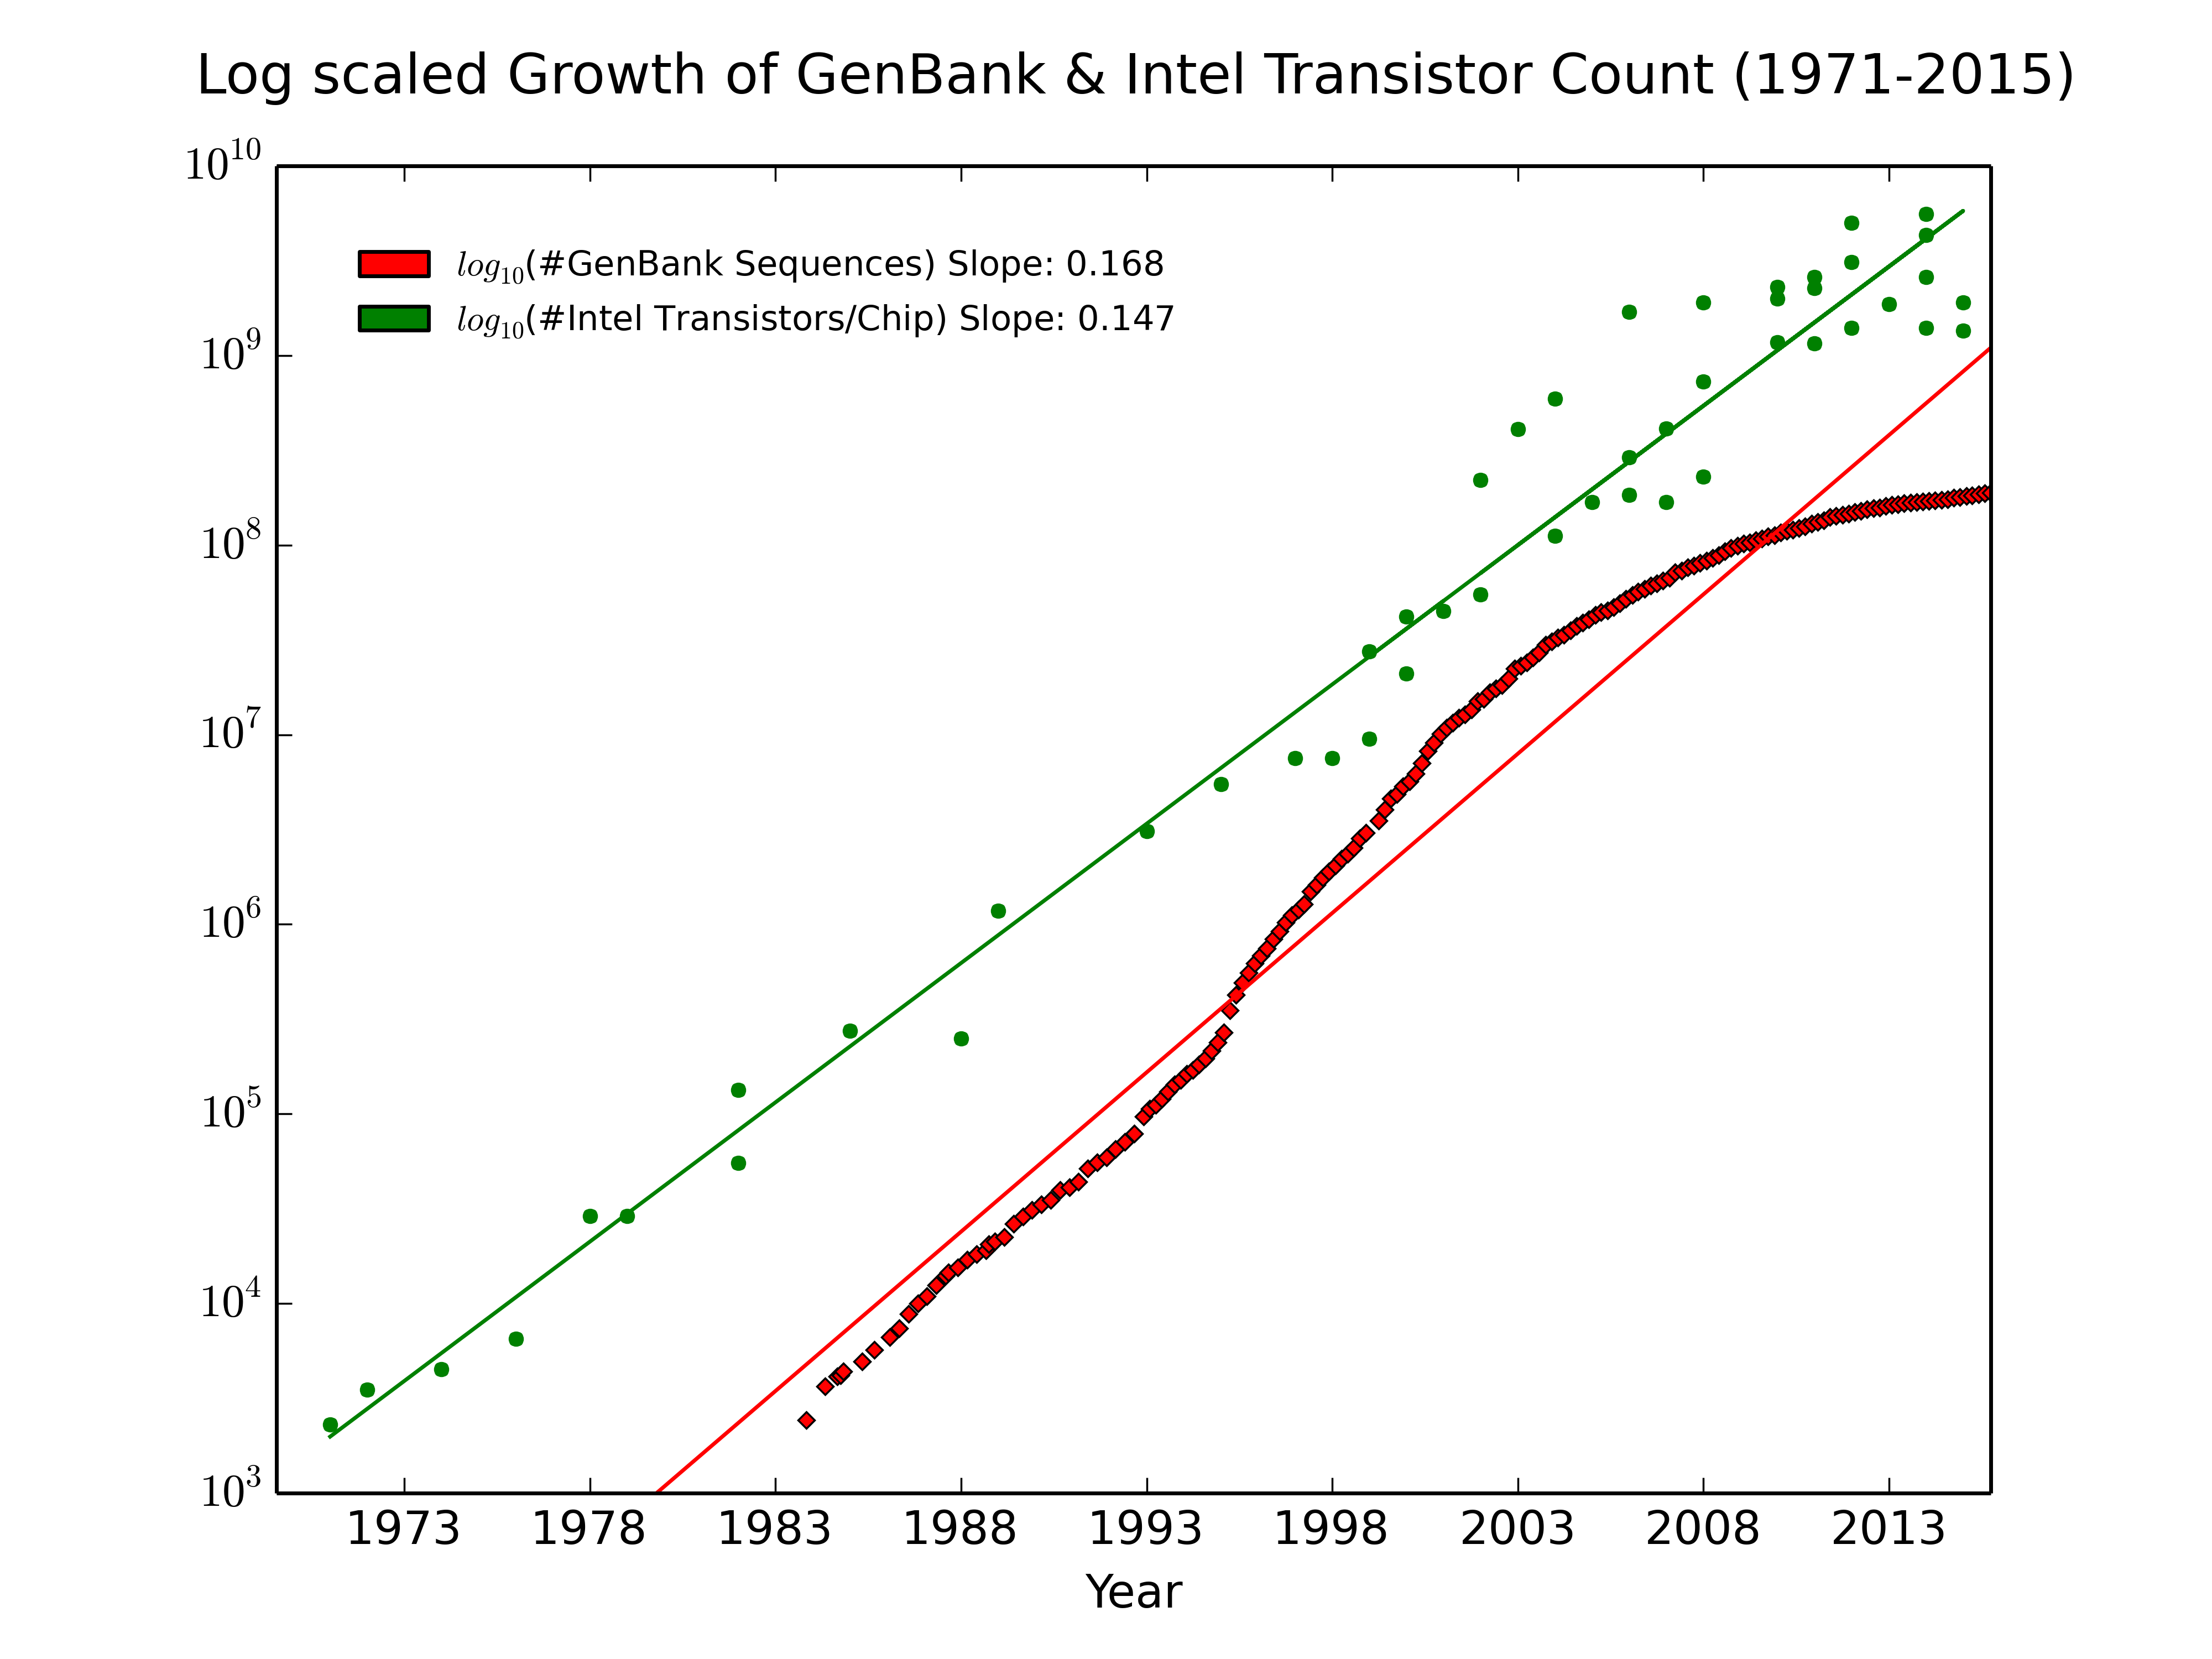 Log scaled Growth of GenBank & Intel Transistor Count (1971-2015)
10^10
log_10(#GenBank Sequences) Slope: 0.168
log_10(#Intel Transistors/Chip) Slope: 0.147
10^9
10^8
10^7
10^6
10^5
10^4
10^3
1973 1978 1983 1988 1993 1998 2003 2008 2013
Year